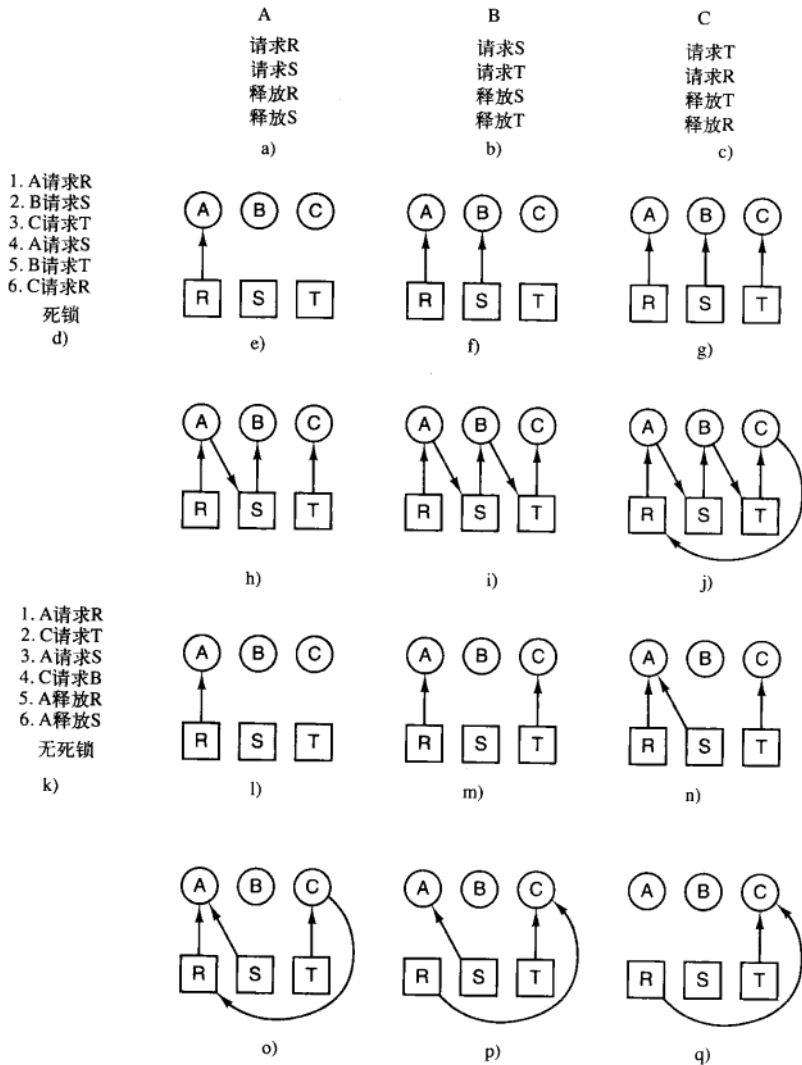 A B C
请求R 请求S 请求T
请求S 请求T 请求R
释放R 释放S 释放T
释放S 释放T 释放R
a) b) c)
1. A请求R
2. B请求S
3. C请求T
4. A请求S
5. B请求T
6. C请求R
死锁
d)
A B C
R S T
e)
A B C
R S T
f)
A B C
R S T
g)
A B C
R S T
h)
A B C
R S T
i)
A B C
R S T
j)
1. A请求R
2. C请求T
3. A请求S
4. C请求B
5. A释放R
6. A释放S
无死锁
k)
A B C
R S T
l)
A B C
R S T
m)
A B C
R S T
n)
A B C
R S T
o)
A B C
R S T
p)
A B C
R S T
q)